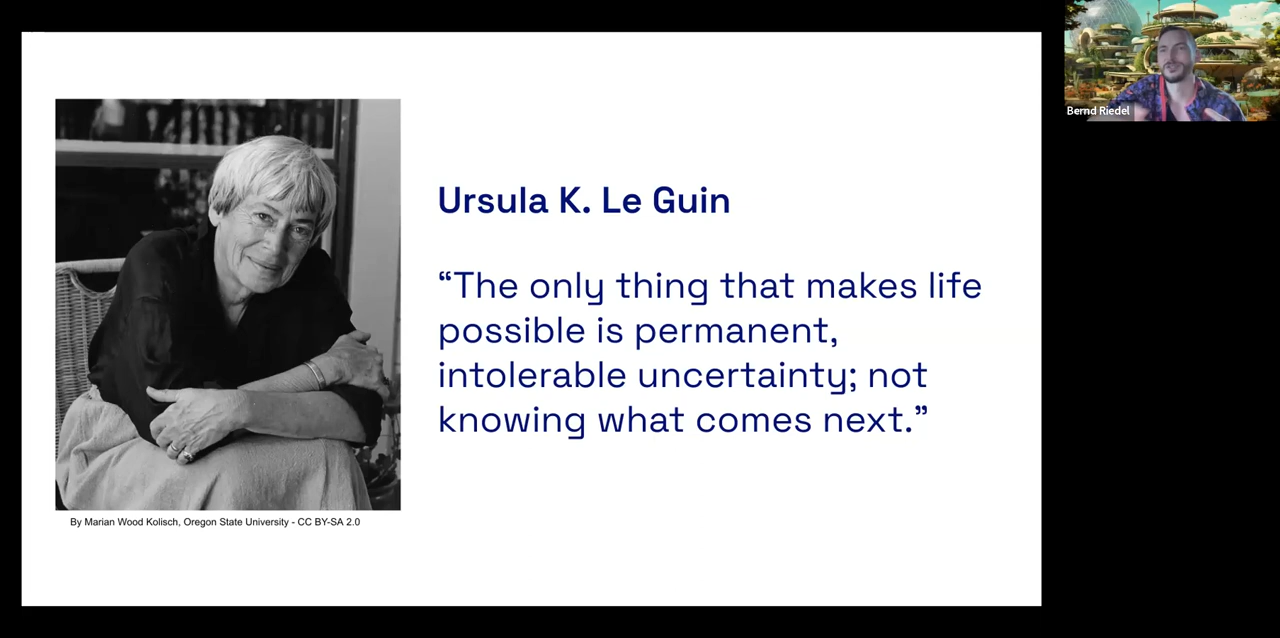 Ursula K. Le Guin
“The only thing that makes life
possible is permanent,
intolerable uncertainty; not
knowing what comes next.”
By Marian Wood Kolisch, Oregon State University - CC BY-SA 2.0
Bernd Riedel